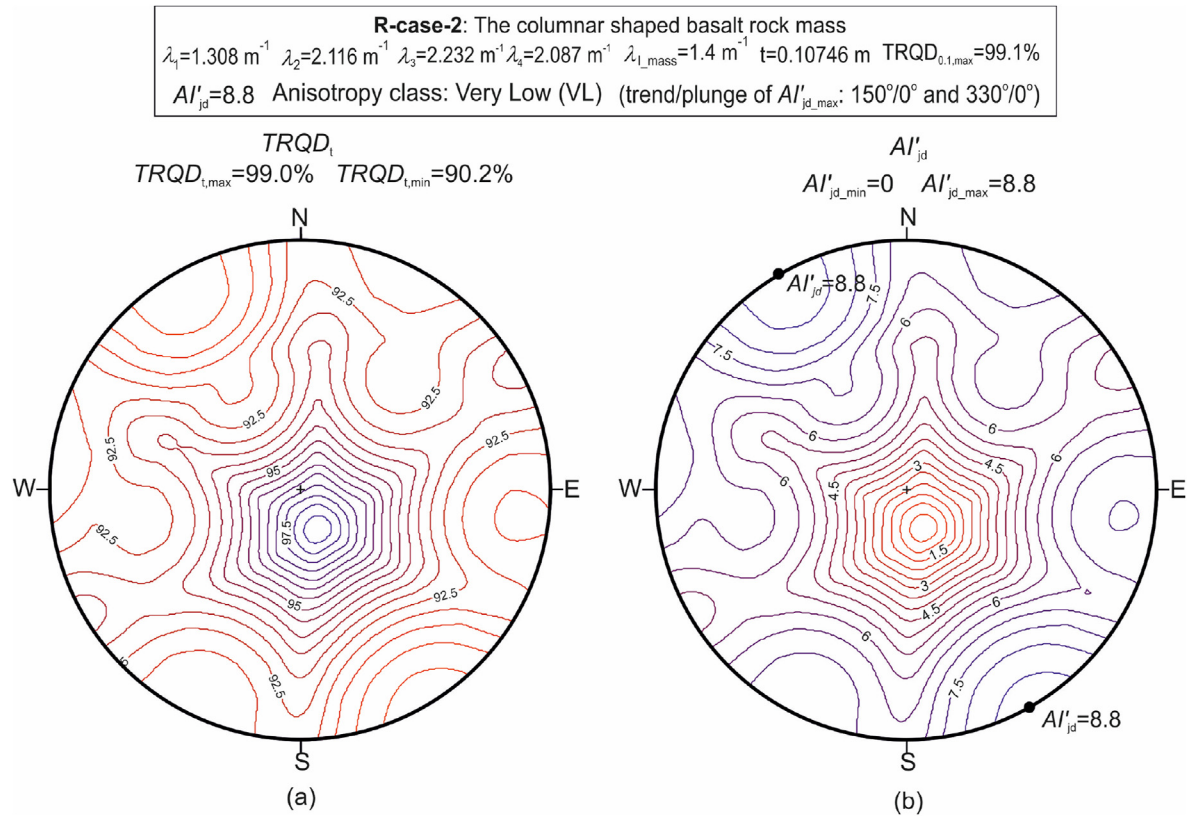 R-case-2: The columnar shaped basalt rock mass
λ1=1.308 m-1 λ2=2.116 m-1 λ3=2.232 m-1 λ4=2.087 m-1 λI_mass=1.4 m-1 t=0.10746 m TRQD0.1,max=99.1%
AI'jd=8.8 Anisotropy class: Very Low (VL) (trend/plunge of AI'jd_max: 150°/0° and 330°/0°)
TRQDt
TRQDt,max=99.0% TRQDt,min=90.2%
N
92.5
92.5
92.5
92.5
92.5
95
W
E
97.5
92.5
95
92.5
92.5
5
S
(a)
AI'jd
AI'jd_min=0 AI'jd_max=8.8
N
AI'jd=8.8
7.5
6
7.5
6
6
6
3
4.5
W
E
6
4.5
1.5
3
4.5
6
6
7.5
AI'jd=8.8
S
(b)